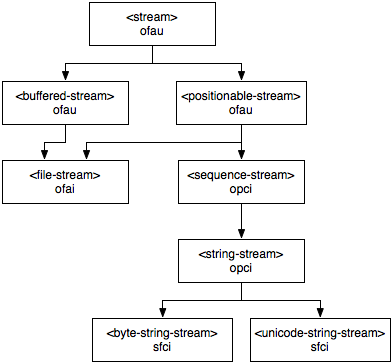 <stream>
ofau
<buffered-stream>
ofau
<positionable-stream>
ofau
<file-stream>
ofai
<sequence-stream>
opci
<string-stream>
opci
<byte-string-stream>
sfci
<unicode-string-stream>
sfci